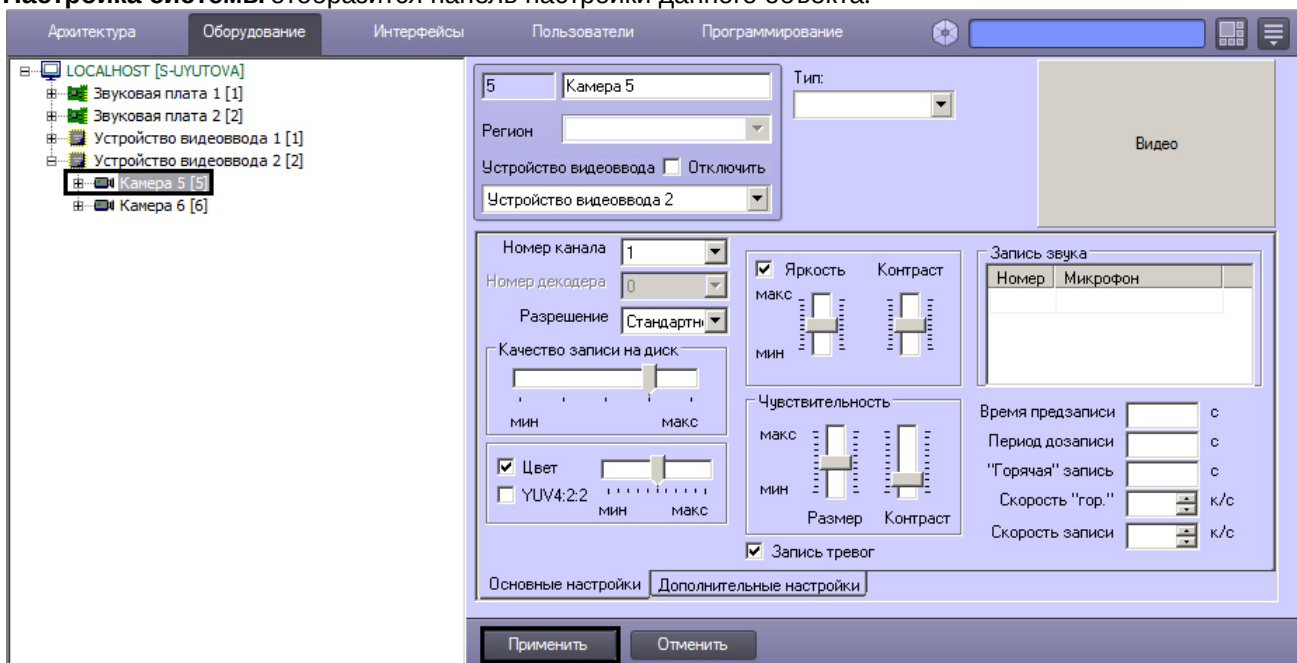 Настройка системы отобразится панель настройки данного объекта.
Архитектура Оборудование Интерфейсы Пользователи Программирование
LOCALHOST [S-UYUTOVA]
Звуковая плата 1 [1]
Звуковая плата 2 [2]
Устройство видеоввода 1 [1]
Устройство видеоввода 2 [2]
Камера 5 [5]
Камера 6 [6]
5 Камера 5
Тип:
Регион
Устройство видеоввода Отключить
Устройство видеоввода 2
Видео
Номер канала 1
Номер декодера 0
Разрешение Стандартн
Качество записи на диск
мин макс
Цвет
YUV4:2:2
мин макс
Яркость Контраст
макс
мин
Чувствительность
макс
мин
Размер Контраст
Запись тревог
Запись звука
Номер Микрофон
Время предзаписи с
Период дозаписи с
"Горячая" запись с
Скорость "гор." к/с
Скорость записи к/с
Основные настройки Дополнительные настройки
Применить Отменить